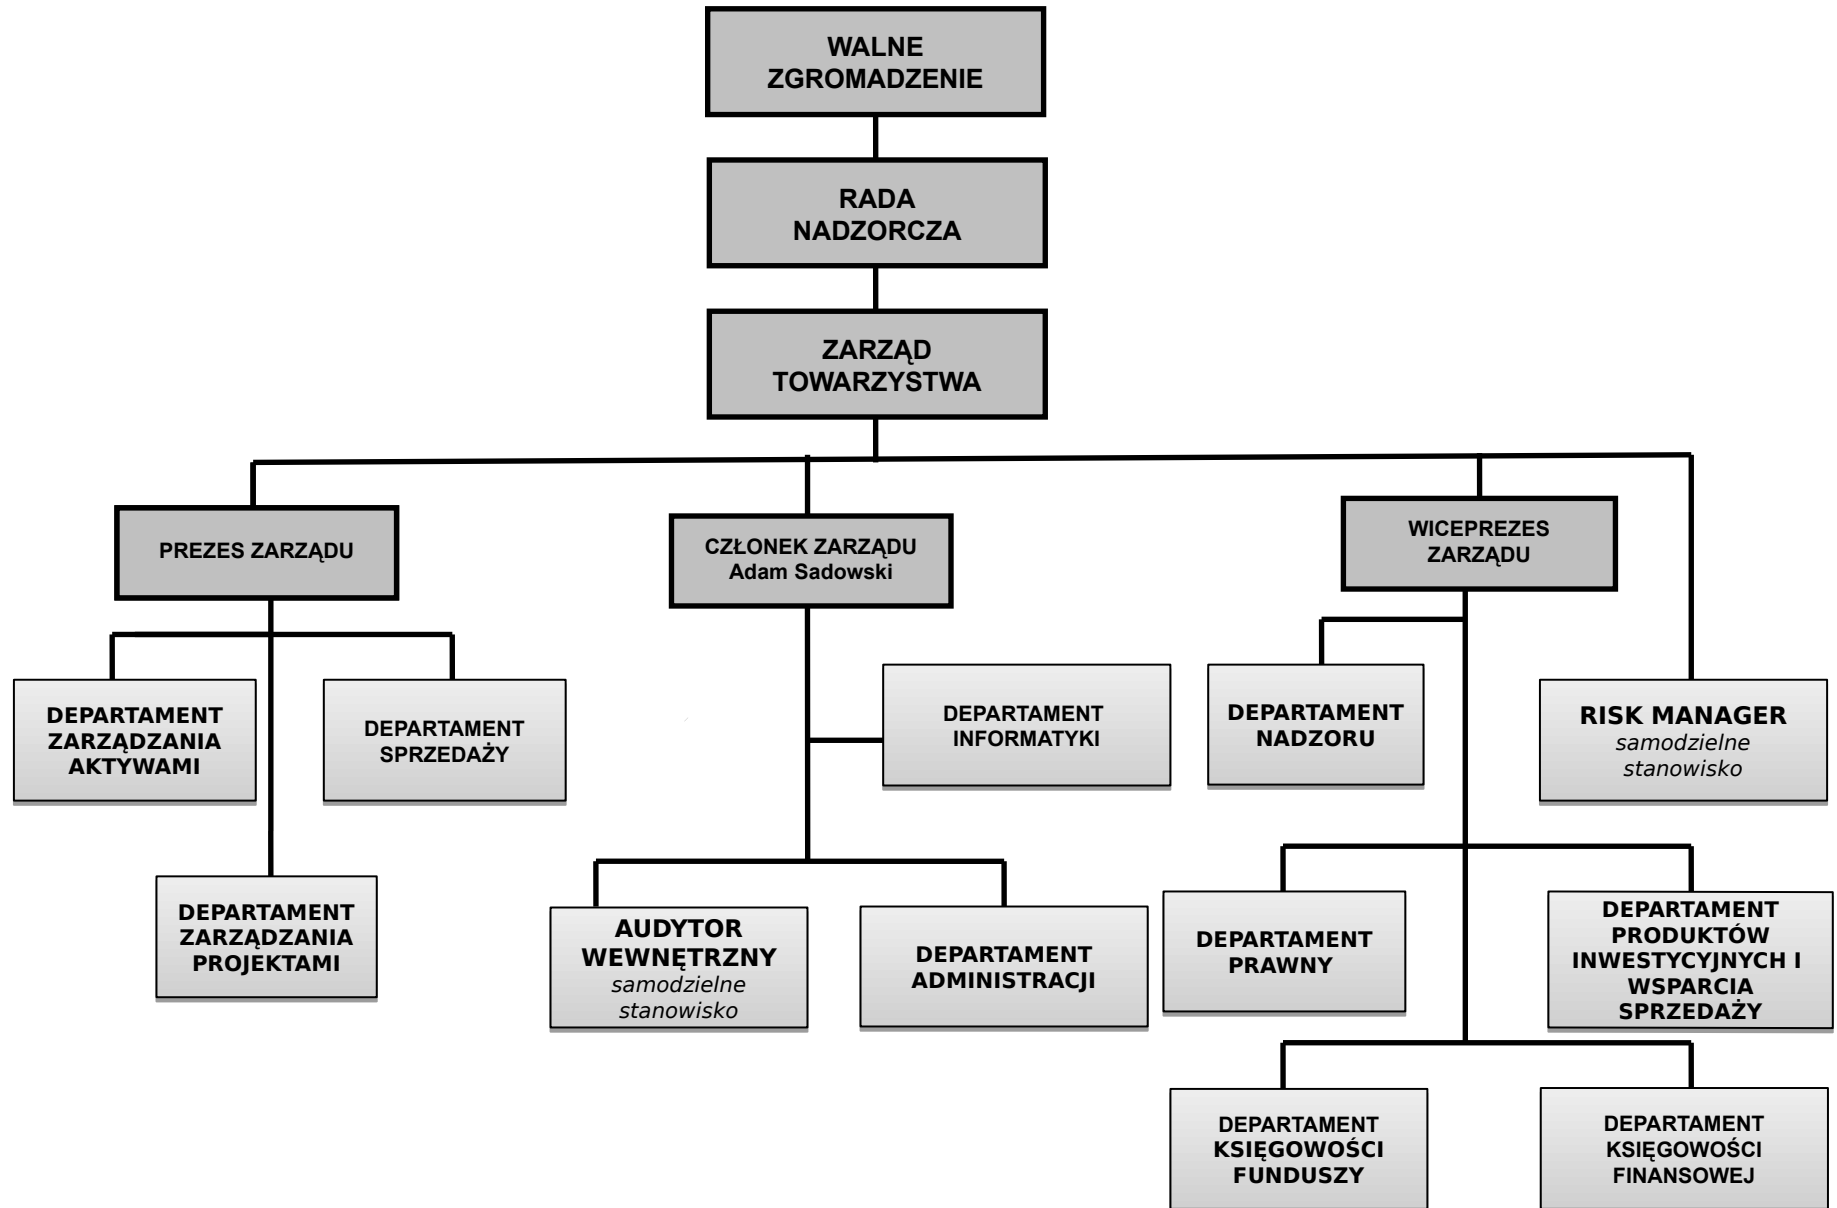 WALNE
ZGROMADZENIE
RADA
NADZORCZA
ZARZĄD
TOWARZYSTWA
PREZES ZARZĄDU
CZŁONEK ZARZĄDU
Adam Sadowski
WICEPREZES
ZARZĄDU
DEPARTAMENT
ZARZĄDZANIA
AKTYWAMI
DEPARTAMENT
SPRZEDAŻY
DEPARTAMENT
INFORMATYKI
DEPARTAMENT
NADZORU
RISK MANAGER
samodzielne
stanowisko
DEPARTAMENT
ZARZĄDZANIA
PROJEKTAMI
AUDYTOR
WEWNĘTRZNY
samodzielne
stanowisko
DEPARTAMENT
ADMINISTRACJI
DEPARTAMENT
PRAWNY
DEPARTAMENT
PRODUKTÓW
INWESTYCYJNYCH I
WSPARCIA
SPRZEDAŻY
DEPARTAMENT
KSIĘGOWOŚCI
FUNDUSZY
DEPARTAMENT
KSIĘGOWOŚCI
FINANSOWEJ